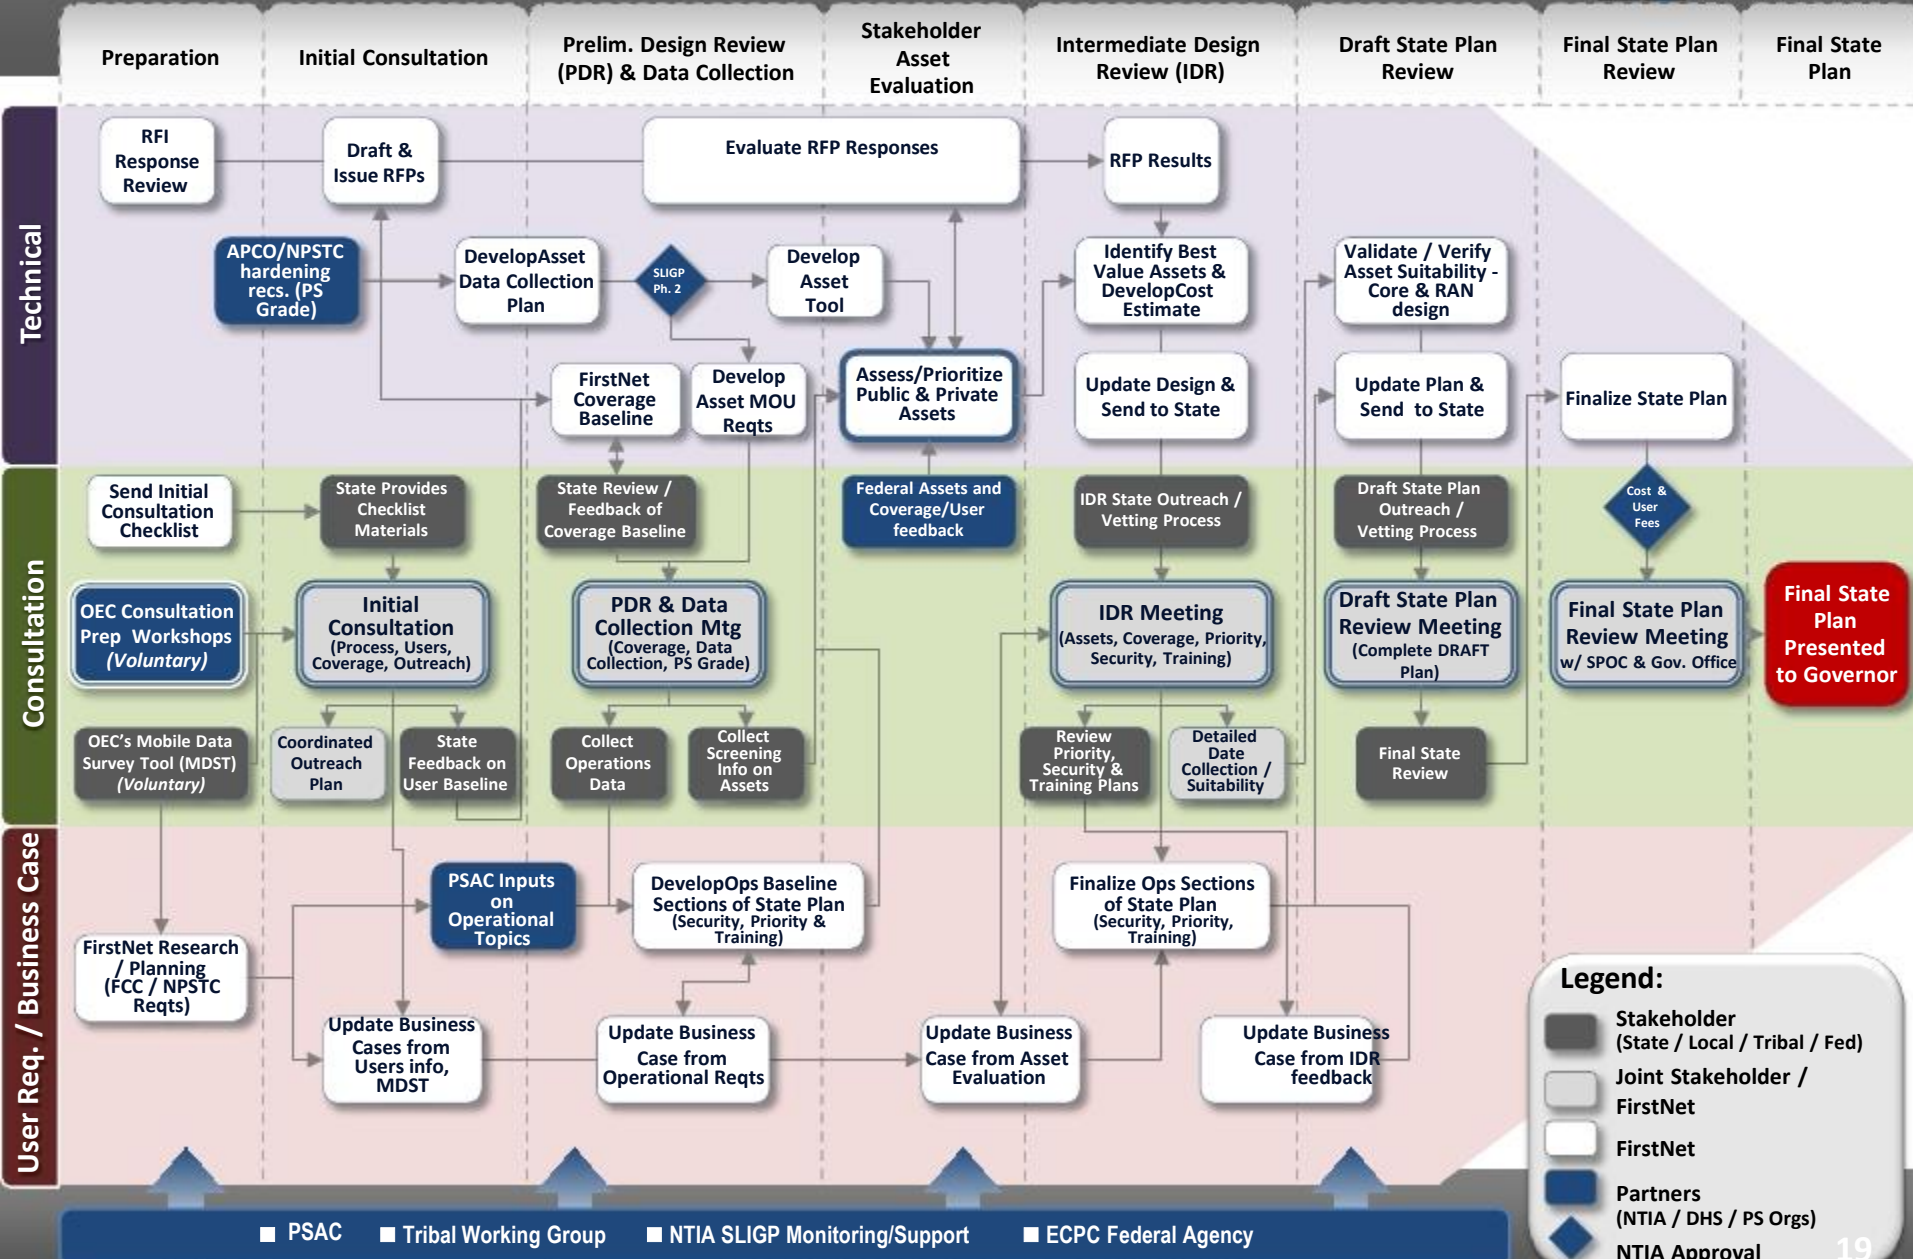 Preparation
Initial Consultation
Prelim. Design Review
(PDR) & Data Collection
Stakeholder
Asset
Evaluation
Intermediate Design
Review (IDR)
Draft State Plan
Review
Final State Plan
Review
Final State
Plan
Technical
RFI
Response
Review
Draft &
Issue RFPs
Evaluate RFP Responses
RFP Results
APCO/NPSTC
hardening
recs. (PS
Grade)
DevelopAsset
Data Collection
Plan
SLIGP
Ph. 2
Develop
Asset
Tool
Identify Best
Value Assets &
DevelopCost
Estimate
Validate / Verify
Asset Suitability -
Core & RAN
design
FirstNet
Coverage
Baseline
Develop
Asset MOU
Reqts
Assess/Prioritize
Public & Private
Assets
Update Design &
Send to State
Update Plan &
Send to State
Finalize State Plan
Consultation
Send Initial
Consultation
Checklist
State Provides
Checklist
Materials
State Review /
Feedback of
Coverage Baseline
Federal Assets and
Coverage/User
feedback
IDR State Outreach /
Vetting Process
Draft State Plan
Outreach /
Vetting Process
Cost &
User
Fees
OEC Consultation
Prep Workshops
(Voluntary)
Initial
Consultation
(Process, Users,
Coverage, Outreach)
PDR & Data
Collection Mtg
(Coverage, Data
Collection, PS Grade)
IDR Meeting
(Assets, Coverage, Priority,
Security, Training)
Draft State Plan
Review Meeting
(Complete DRAFT
Plan)
Final State Plan
Review Meeting
w/ SPOC & Gov. Office
Final State
Plan
Presented
to Governor
OEC's Mobile Data
Survey Tool (MDST)
(Voluntary)
Coordinated
Outreach
Plan
State
Feedback on
User Baseline
Collect
Operations
Data
Collect
Screening
Info on
Assets
Review
Priority,
Security &
Training Plans
Detailed
Date
Collection /
Suitability
Final State
Review
User Req. / Business Case
FirstNet Research
/ Planning
(FCC / NPSTC
Reqts)
PSAC Inputs
on
Operational
Topics
DevelopOps Baseline
Sections of State Plan
(Security, Priority &
Training)
Finalize Ops Sections
of State Plan
(Security, Priority,
Training)
Update Business
Cases from
Users info,
MDST
Update Business
Case from
Operational Reqts
Update Business
Case from Asset
Evaluation
Update Business
Case from IDR
feedback
Legend:
Stakeholder
(State / Local / Tribal / Fed)
Joint Stakeholder /
FirstNet
FirstNet
Partners
(NTIA / DHS / PS Orgs)
NTIA Approval
■ PSAC ■ Tribal Working Group ■ NTIA SLIGP Monitoring/Support ■ ECPC Federal Agency
19